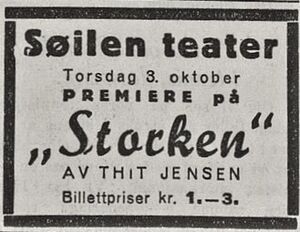 Søilen teater
Torsdag 3. oktober
PREMIERE på
„Storken“
AV THIT JENSEN
Billettpriser kr. 1.—3.